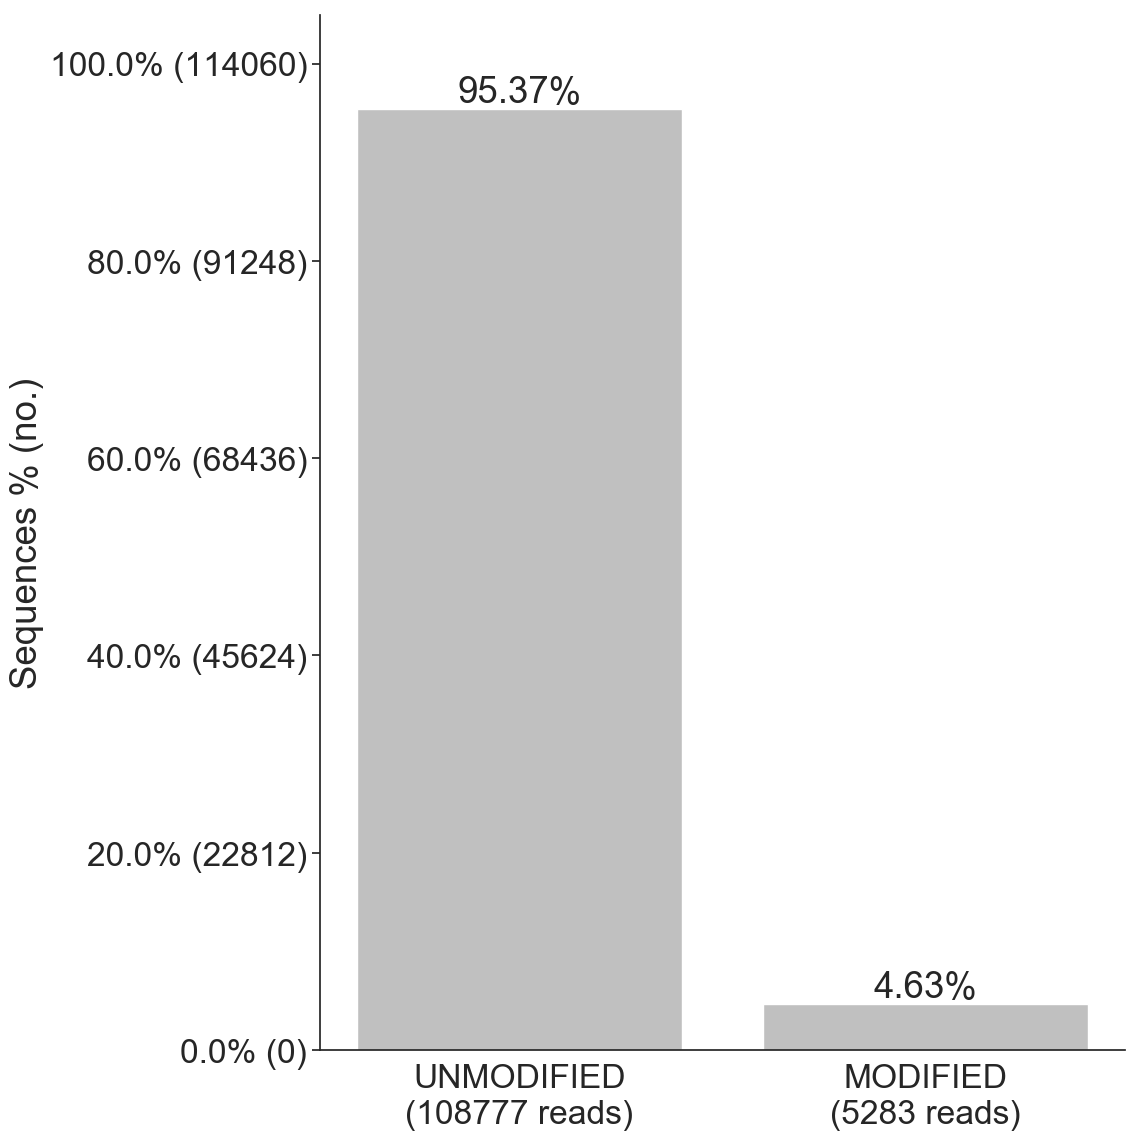 Sequences % (no.)
100.0% (114060)
80.0% (91248)
60.0% (68436)
40.0% (45624)
20.0% (22812)
0.0% (0)
95.37%
4.63%
UNMODIFIED
(108777 reads)
MODIFIED
(5283 reads)